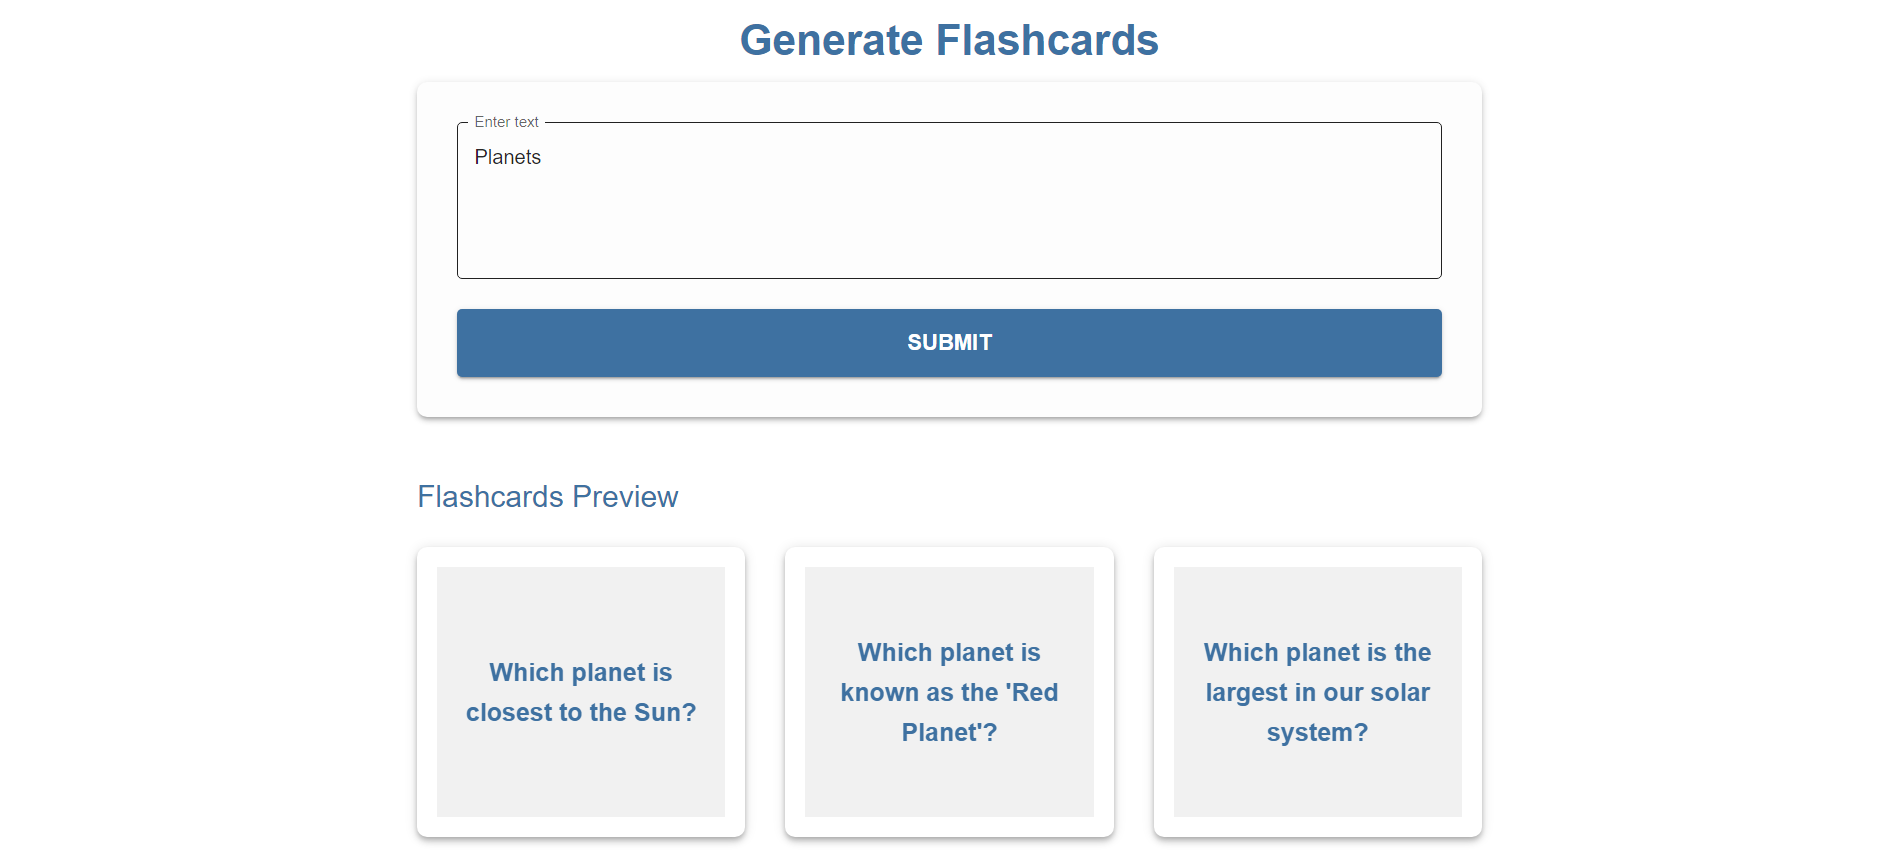 Generate Flashcards
Enter text
Planets
SUBMIT
Flashcards Preview
Which planet is
closest to the Sun?
Which planet is
known as the 'Red
Planet'?
Which planet is the
largest in our solar
system?